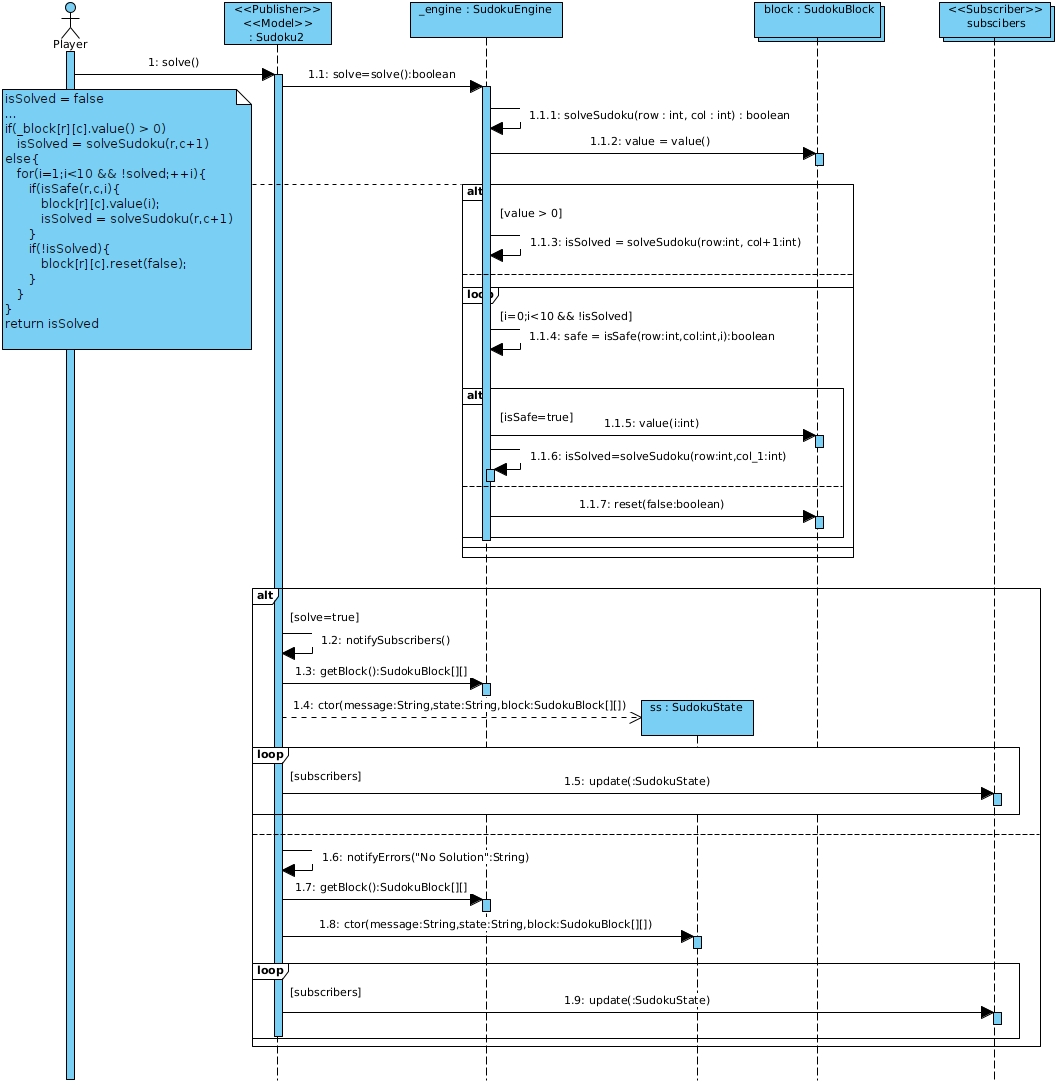 <<Publisher>>
<<Model>>
: Sudoku2
_engine : SudokuEngine
block : SudokuBlock
<<Subscriber>>
subscibers
Player
1: solve()
1.1: solve=solve():boolean
isSolved = false
...
if(_block[r][c].value() > 0)
isSolved = solveSudoku(r,c+1)
else{
for(i=1;i<10 && !solved;++i){
if(isSafe(r,c,i){
block[r][c].value(i);
isSolved = solveSudoku(r,c+1)
}
if(!isSolved){
block[r][c].reset(false);
}
}
}
return isSolved
1.1.1: solveSudoku(row : int, col : int) : boolean
1.1.2: value = value()
alt
[value > 0]
1.1.3: isSolved = solveSudoku(row:int, col+1:int)
loop
[i=0;i<10 && !isSolved]
1.1.4: safe = isSafe(row:int,col:int,i):boolean
alt
[isSafe=true]
1.1.5: value(i:int)
1.1.6: isSolved=solveSudoku(row:int,col_1:int)
1.1.7: reset(false:boolean)
alt
[solve=true]
1.2: notifySubscribers()
1.3: getBlock():SudokuBlock[][]
1.4: ctor(message:String,state:String,block:SudokuBlock[][])
ss : SudokuState
loop
[subscribers]
1.5: update(:SudokuState)
1.6: notifyErrors("No Solution":String)
1.7: getBlock():SudokuBlock[][]
1.8: ctor(message:String,state:String,block:SudokuBlock[][])
loop
[subscribers]
1.9: update(:SudokuState)